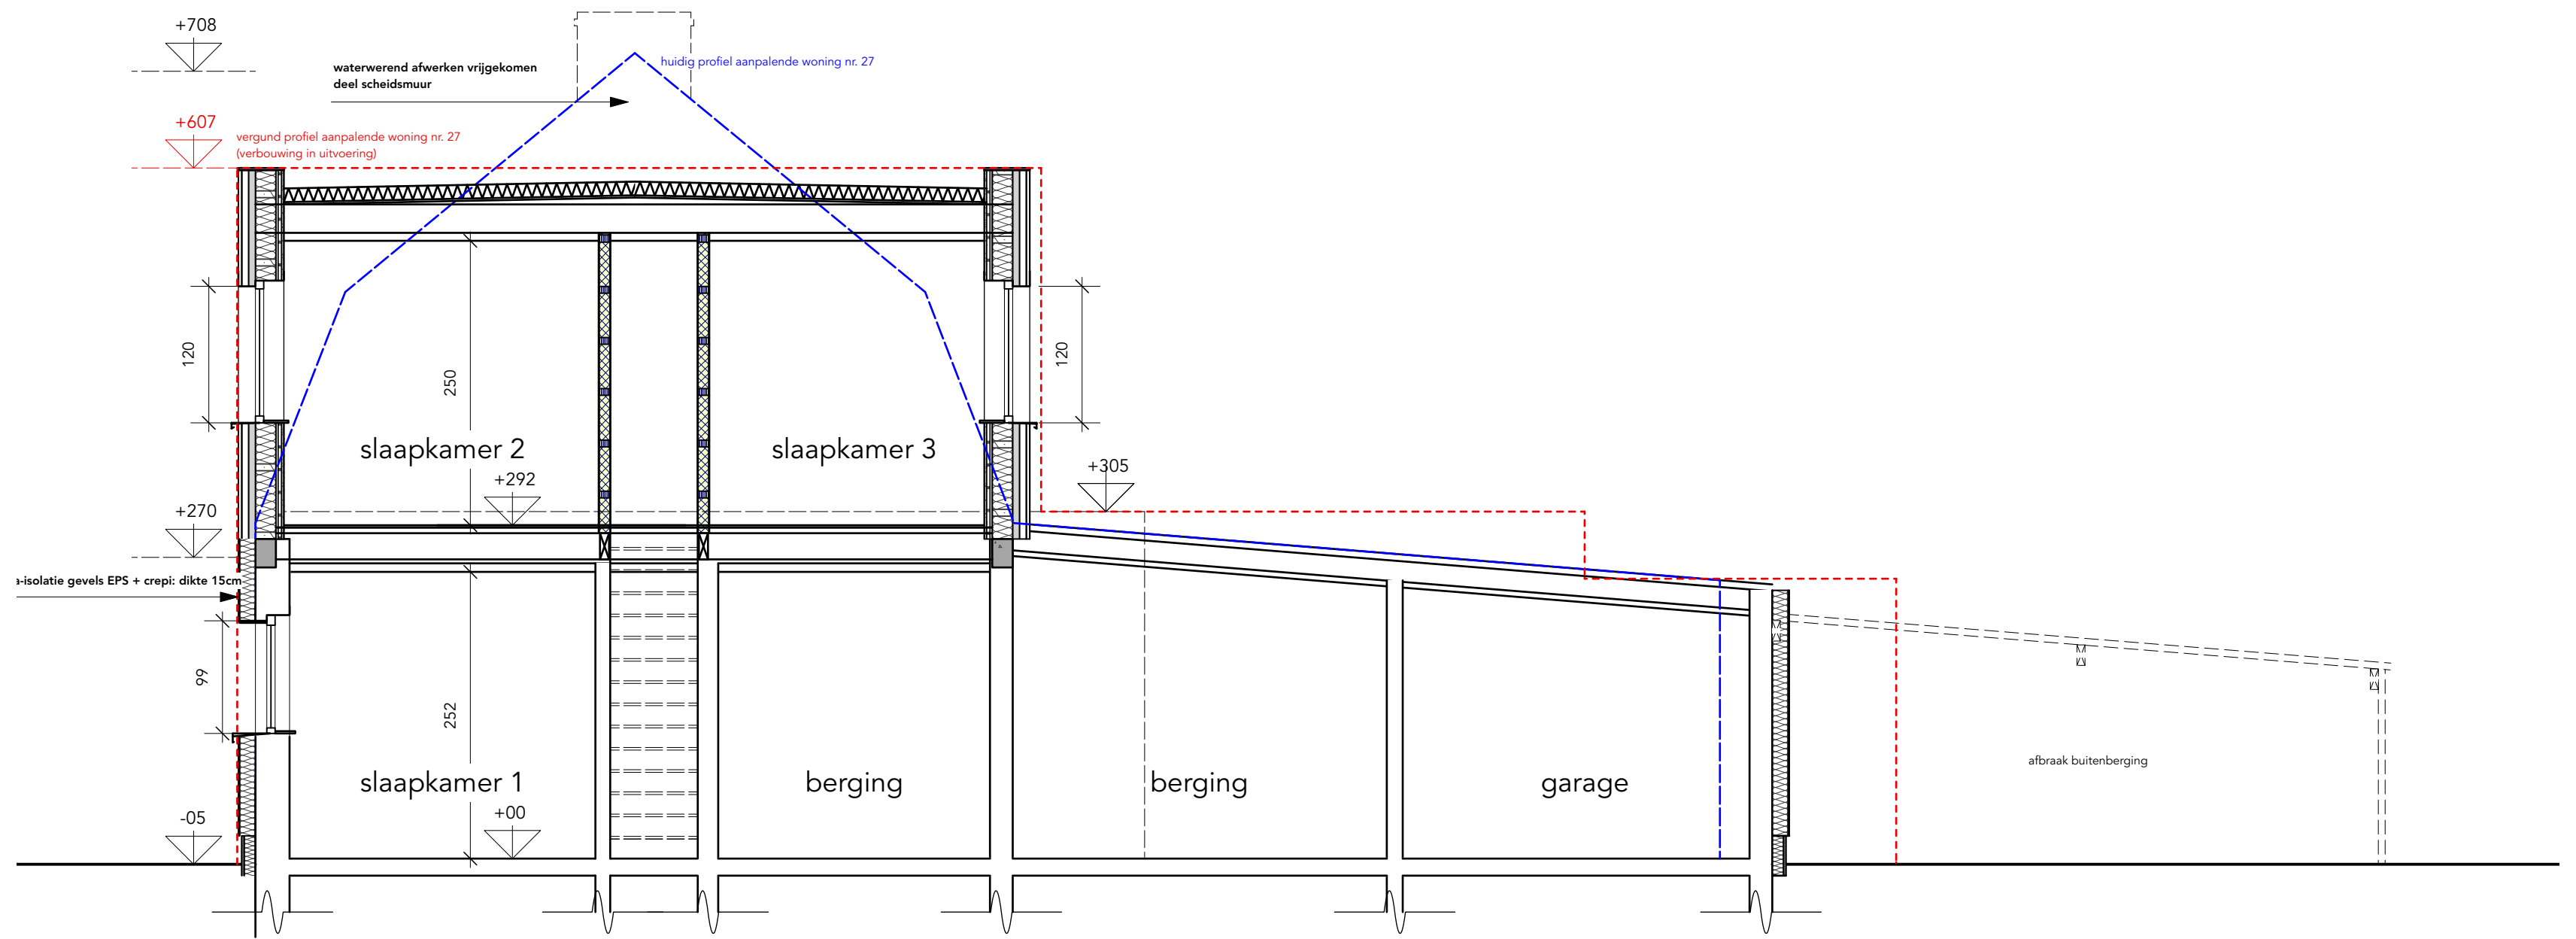 +708
waterwerend afwerken vrijgekomen
deel scheidsmuur
huidig profiel aanpalende woning nr. 27
+607
vergund profiel aanpalende woning nr. 27
(verbouwing in uitvoering)
120
250
120
slaapkamer 2
slaapkamer 3
+292
+305
+270
a-isolatie gevels EPS + crepi: dikte 15cm
99
252
slaapkamer 1
berging
berging
garage
afbraak buitenberging
-05
+00